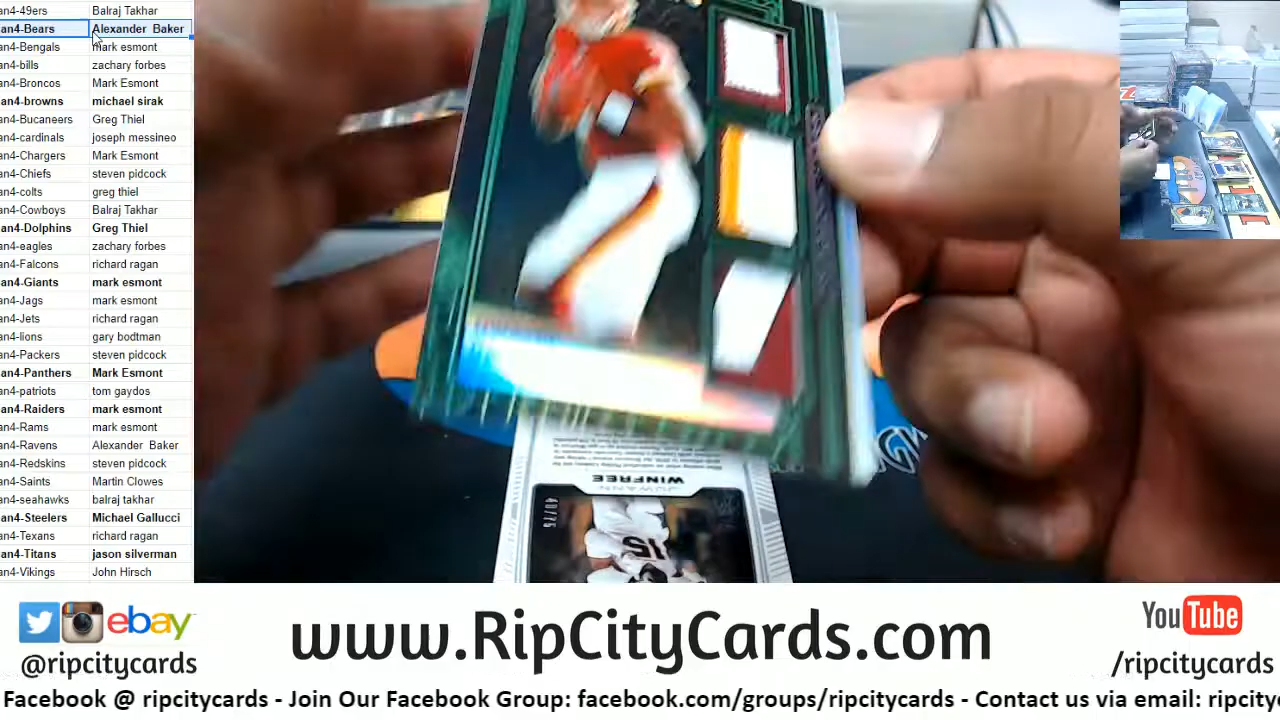 an4-49ers Balraj Takhar
an4-Bears Alexander Baker
an4-Bengals mark esmont
an4-bills zachary forbes
an4-Broncos Mark Esmont
an4-browns michael sirak
an4-Bucaneers Greg Thiel
an4-cardinals joseph messineo
an4-Chargers Mark Esmont
an4-Chiefs steven pidcock
an4-colts greg thiel
an4-Cowboys Balraj Takhar
an4-Dolphins Greg Thiel
an4-eagles zachary forbes
an4-Falcons richard ragan
an4-Giants mark esmont
an4-Jags mark esmont
an4-Jets richard ragan
an4-lions gary bodtman
an4-Packers steven pidcock
an4-Panthers Mark Esmont
an4-patriots tom gaydos
an4-Raiders mark esmont
an4-Rams mark esmont
an4-Ravens Alexander Baker
an4-Redskins steven pidcock
an4-Saints Martin Clowes
an4-seahawks balraj takhar
an4-Steelers Michael Gallucci
an4-Texans richard ragan
an4-Titans jason silverman
an4-Vikings John Hirsch
JUWANN
WINFREE
49/75
15
ebay
@ripcitycards
www.RipCityCards.com
YouTube
/ripcitycards
Facebook @ ripcitycards - Join Our Facebook Group: facebook.com/groups/ripcitycards - Contact us via email: ripcity